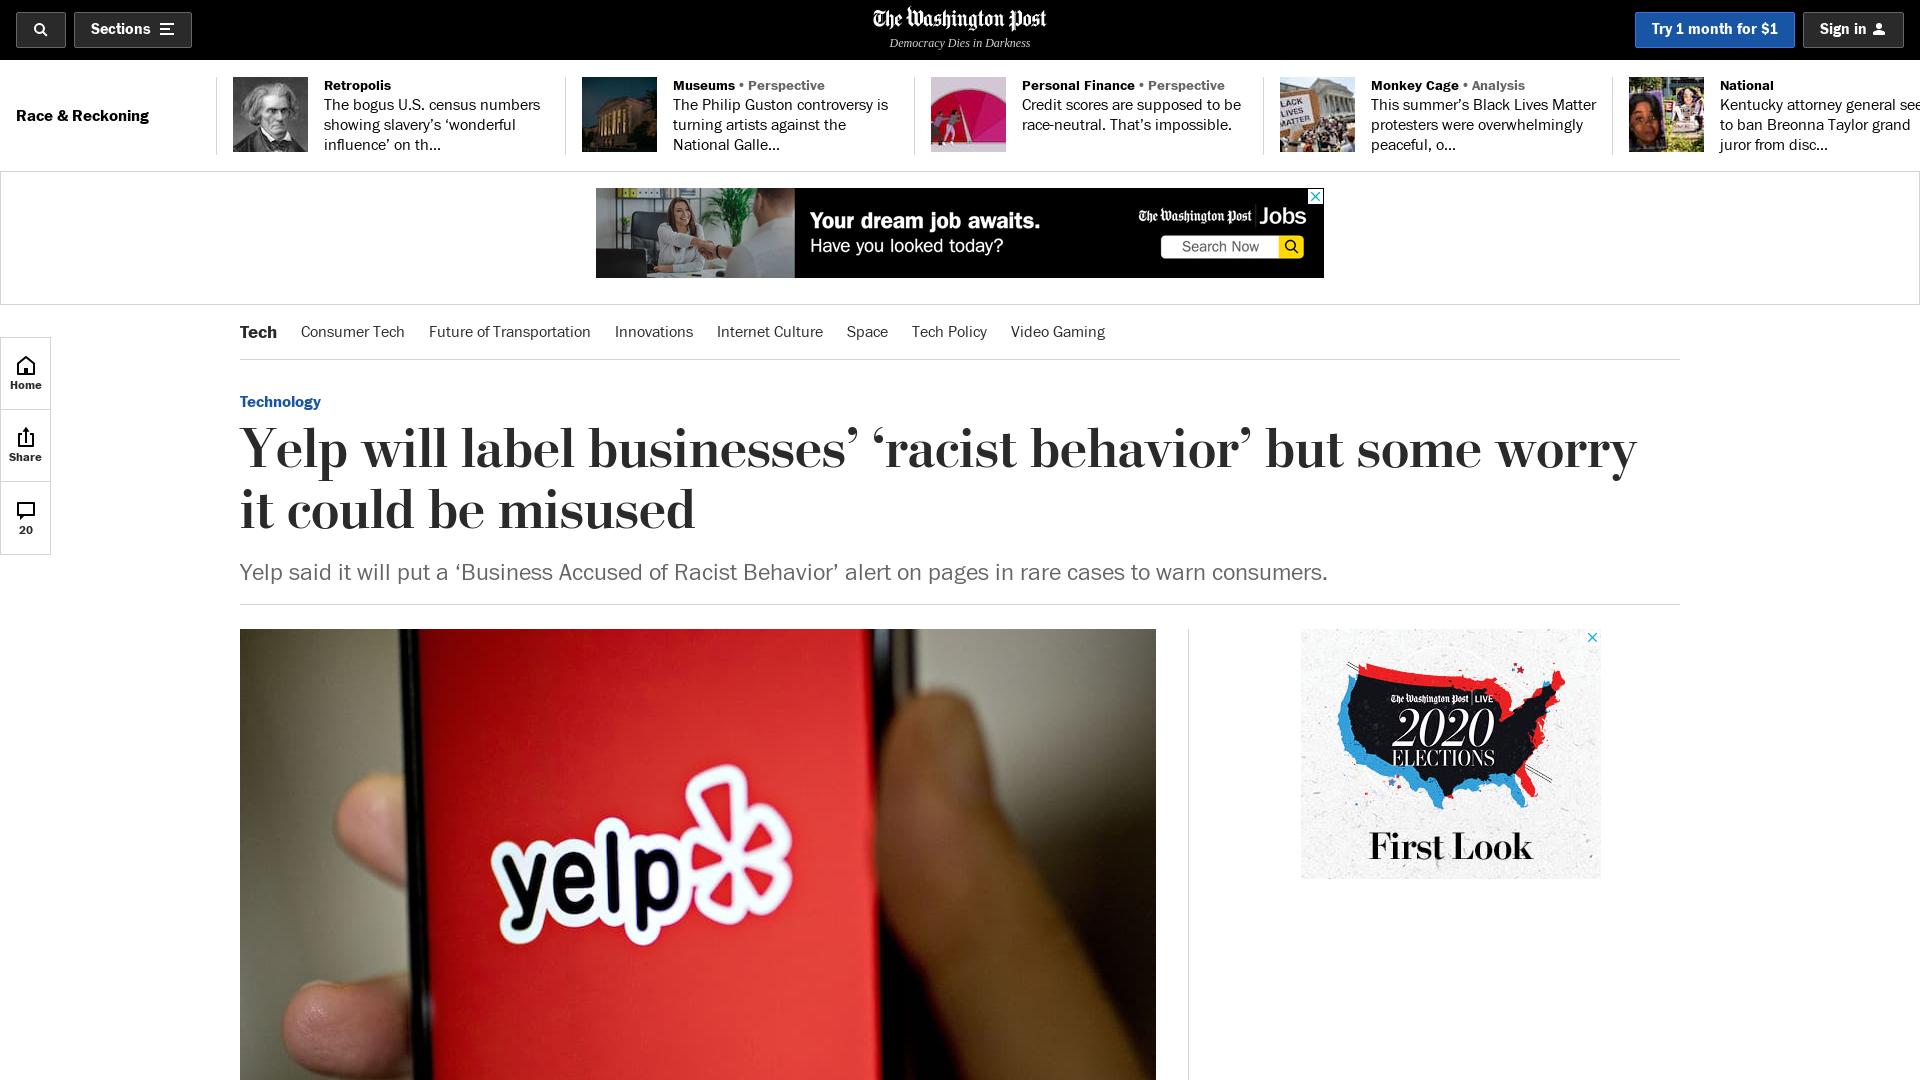 Sections
The Washington Post
Democracy Dies in Darkness
Try 1 month for $1
Sign in
Race & Reckoning
Retropolis
The bogus U.S. census numbers
showing slavery’s ‘wonderful
influence’ on th...
Museums • Perspective
The Philip Guston controversy is
turning artists against the
National Galle...
Personal Finance • Perspective
Credit scores are supposed to be
race-neutral. That’s impossible.
Monkey Cage • Analysis
This summer’s Black Lives Matter
protesters were overwhelmingly
peaceful, o...
BLACK
LIVES
MATTER
National
Kentucky attorney general see
to ban Breonna Taylor grand
juror from disc...
Your dream job awaits.
Have you looked today?
The Washington Post Jobs
Search Now
Tech
Consumer Tech
Future of Transportation
Innovations
Internet Culture
Space
Tech Policy
Video Gaming
Home
Share
20
Technology
Yelp will label businesses’ ‘racist behavior’ but some worry
it could be misused
Yelp said it will put a ‘Business Accused of Racist Behavior’ alert on pages in rare cases to warn consumers.
yelp
The Washington Post LIVE
2020
ELECTIONS
First Look